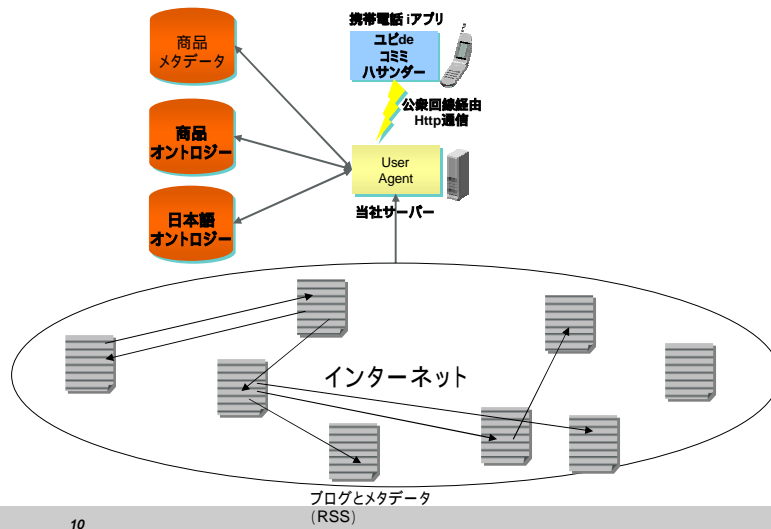 商品
メタデータ
商品
オントロジー
日本語
オントロジー
携帯電話 iアプリ
ユビde
コミミ
ハサンダー
公衆回線経由
Http通信
User
Agent
当社サーバー
インターネット
ブログとメタデータ
(RSS)
10